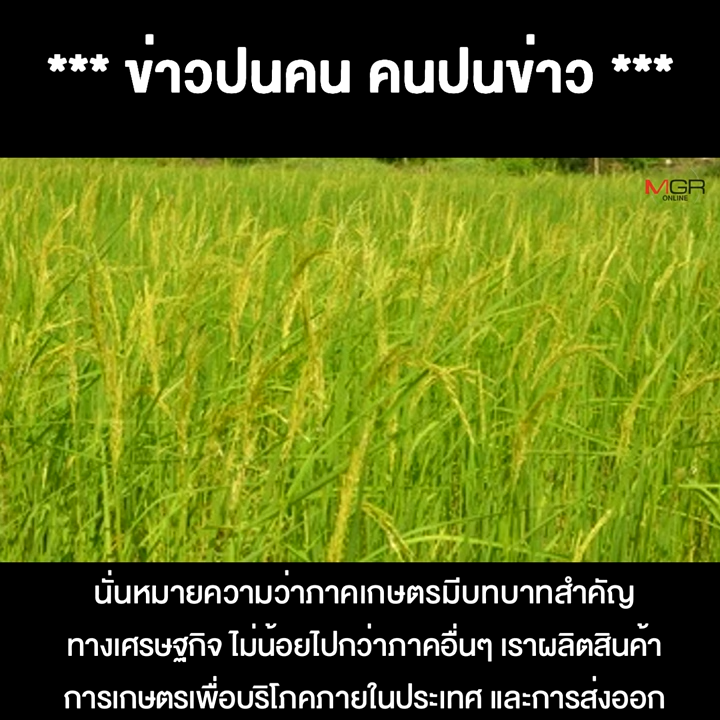 *** ข่าวปนคน คนปนข่าว ***
MGR
ONLINE
นั่นหมายความว่าภาคเกษตรมีบทบาทสำคัญ
ทางเศรษฐกิจ ไม่น้อยไปกว่าภาคอื่นๆ เราผลิตสินค้า
การเกษตรเพื่อบริโภคภายในประเทศ และการส่งออก